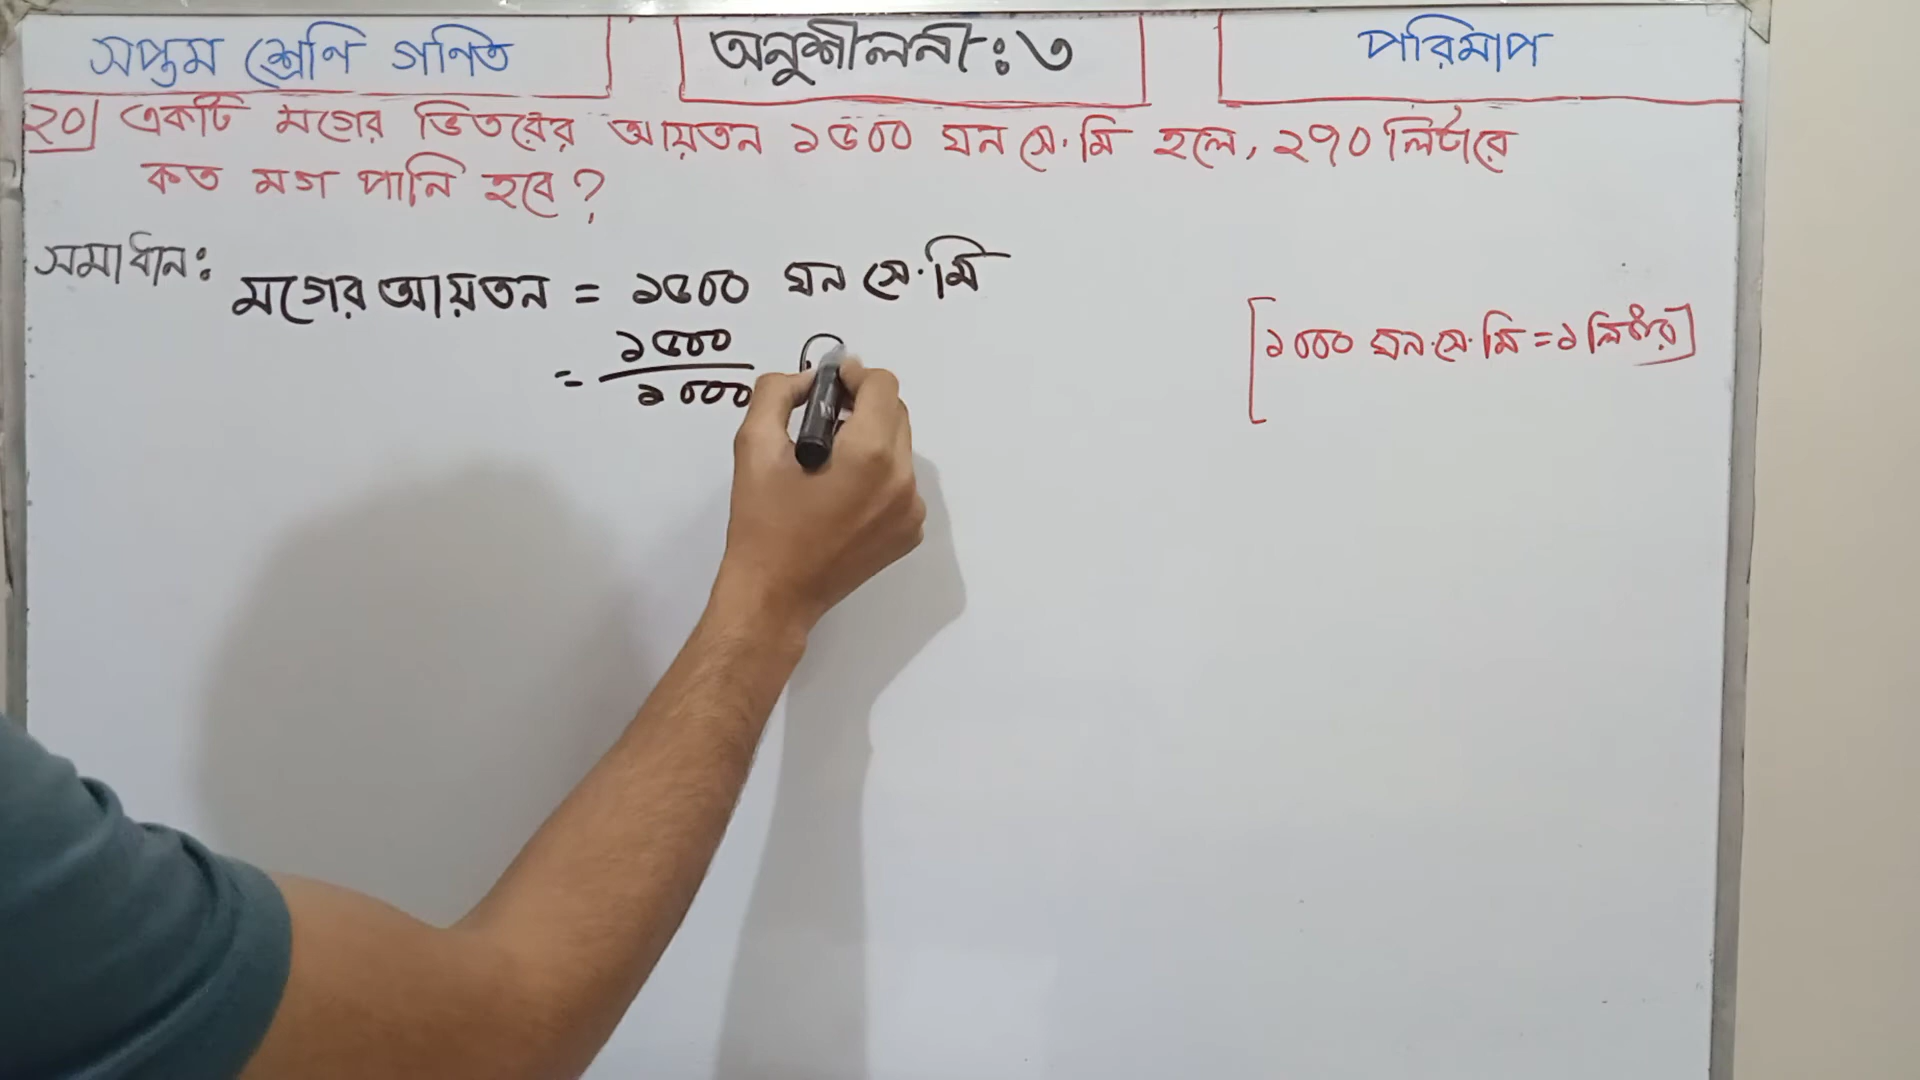 সপ্তম শ্রেণি গনিত
অনুশীলনী: ৩
পরিমাপ
২০| একটি মগের ভিতরের আয়তন ১৫০০ ঘন সে.মি হলে, ২৭০ লিটারে
কত মগ পানি হবে?
সমাধান: মগের আয়তন = ১৫০০ ঘন সে.মি
= ১৫০০
১০০০
[১০০০ ঘন.সে.মি = ১ লিটার]